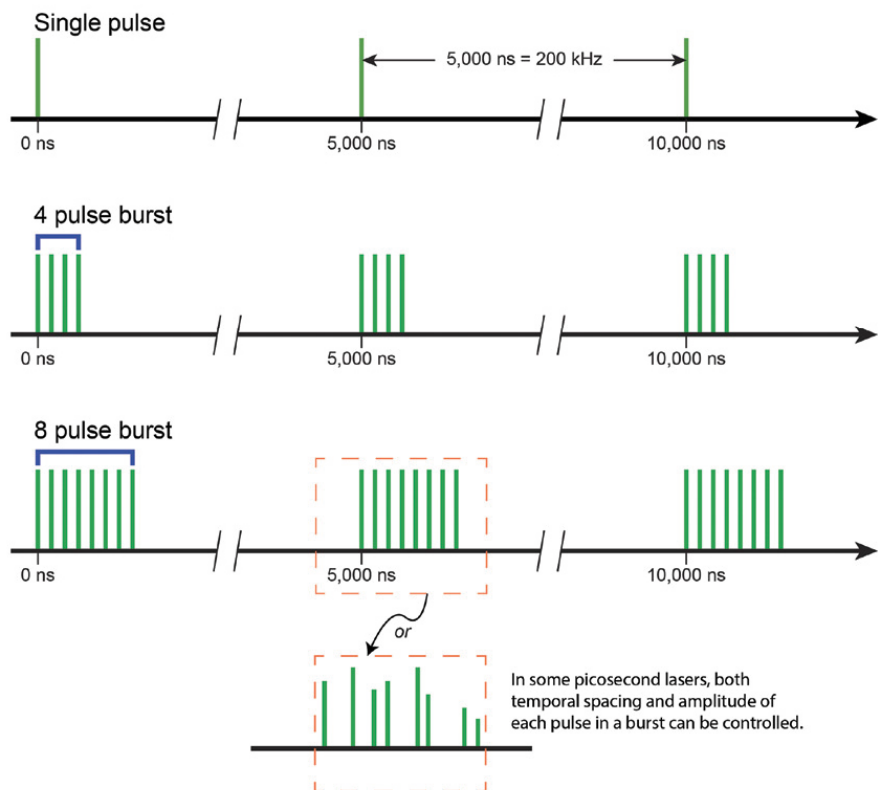 Single pulse
5,000 ns = 200 kHz
0 ns
5,000 ns
10,000 ns
4 pulse burst
0 ns
5,000 ns
10,000 ns
8 pulse burst
0 ns
5,000 ns
10,000 ns
or
In some picosecond lasers, both
temporal spacing and amplitude of
each pulse in a burst can be controlled.